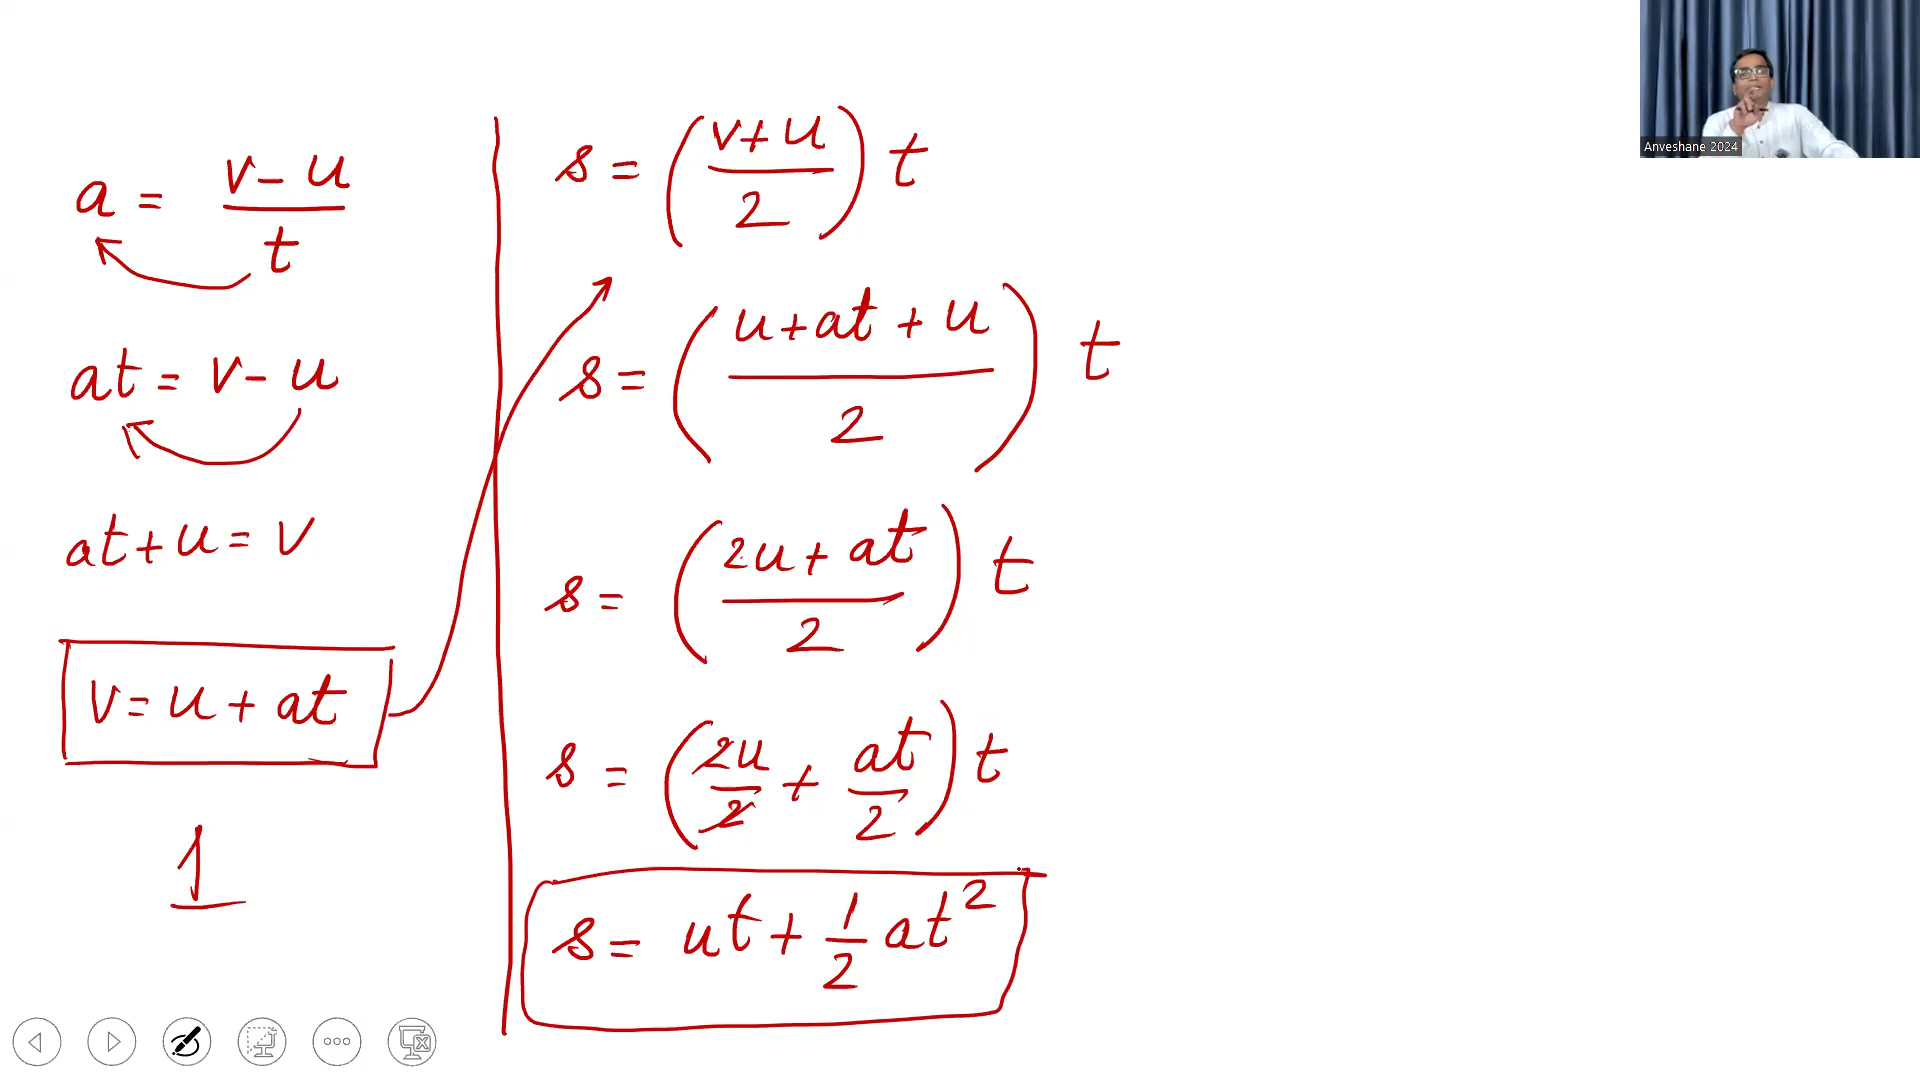 a = v - u / t
at = v - u
at + u = v
v = u + at
1
s = (v + u / 2) t
s = (u + at + u / 2) t
s = (2u + at / 2) t
s = (2u / 2 + at / 2) t
s = ut + 1/2 at²
Anveshane 2024